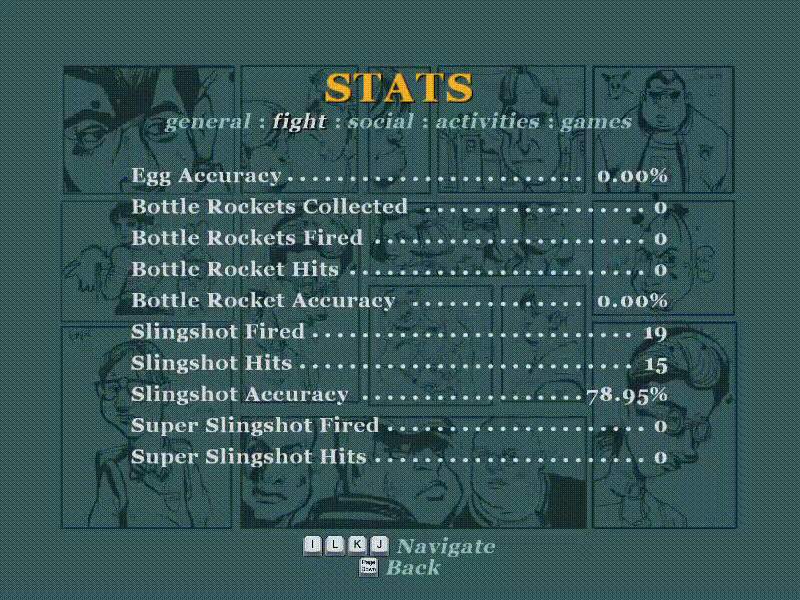 STATS
general : fight : social : activities : games
Egg Accuracy . . . . . . . . . . . . . . . . . . . . . . . . 0.00%
Bottle Rockets Collected . . . . . . . . . . . . . . . . . . 0
Bottle Rockets Fired . . . . . . . . . . . . . . . . . . . . . . 0
Bottle Rocket Hits . . . . . . . . . . . . . . . . . . . . . . . . 0
Bottle Rocket Accuracy . . . . . . . . . . . . . . 0.00%
Slingshot Fired . . . . . . . . . . . . . . . . . . . . . . . . . . 19
Slingshot Hits . . . . . . . . . . . . . . . . . . . . . . . . . . . 15
Slingshot Accuracy . . . . . . . . . . . . . . . . . . 78.95%
Super Slingshot Fired . . . . . . . . . . . . . . . . . . . . . 0
Super Slingshot Hits . . . . . . . . . . . . . . . . . . . . . . 0
I L K J Navigate
Page Down Back